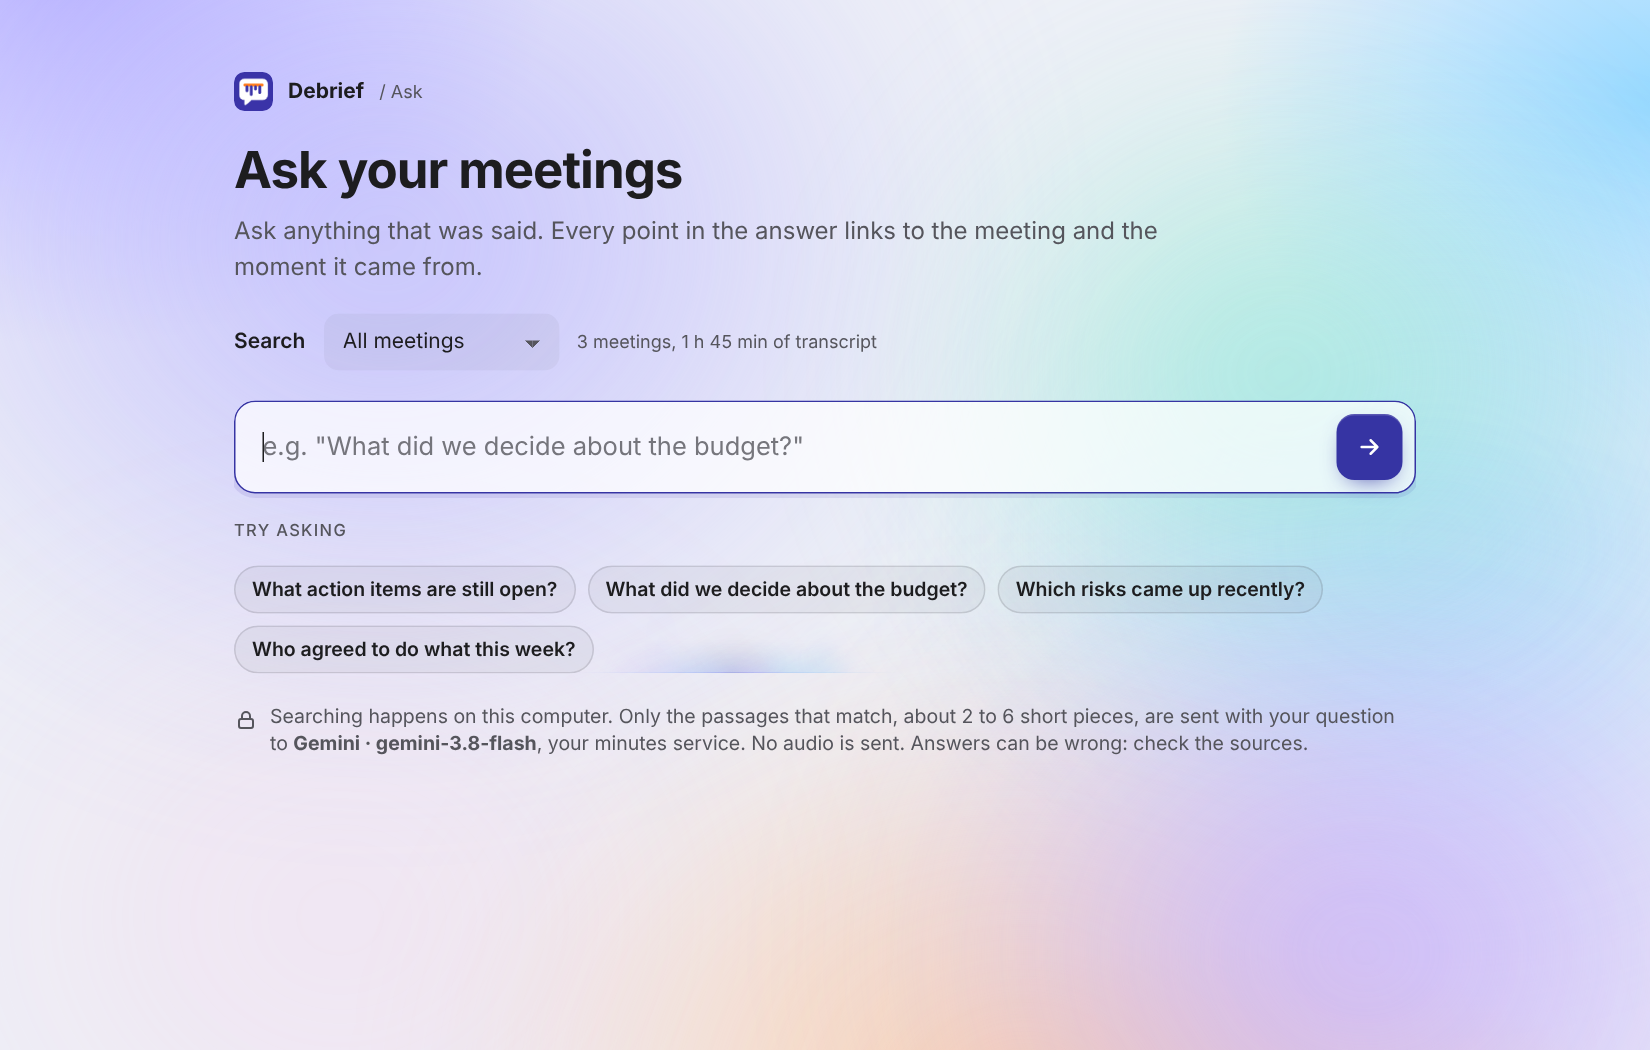 Debrief / Ask
Ask your meetings
Ask anything that was said. Every point in the answer links to the meeting and the
moment it came from.
Search All meetings 3 meetings, 1 h 45 min of transcript
e.g. "What did we decide about the budget?"
TRY ASKING
What action items are still open? What did we decide about the budget? Which risks came up recently?
Who agreed to do what this week?
Searching happens on this computer. Only the passages that match, about 2 to 6 short pieces, are sent with your question
to Gemini · gemini-3.8-flash, your minutes service. No audio is sent. Answers can be wrong: check the sources.